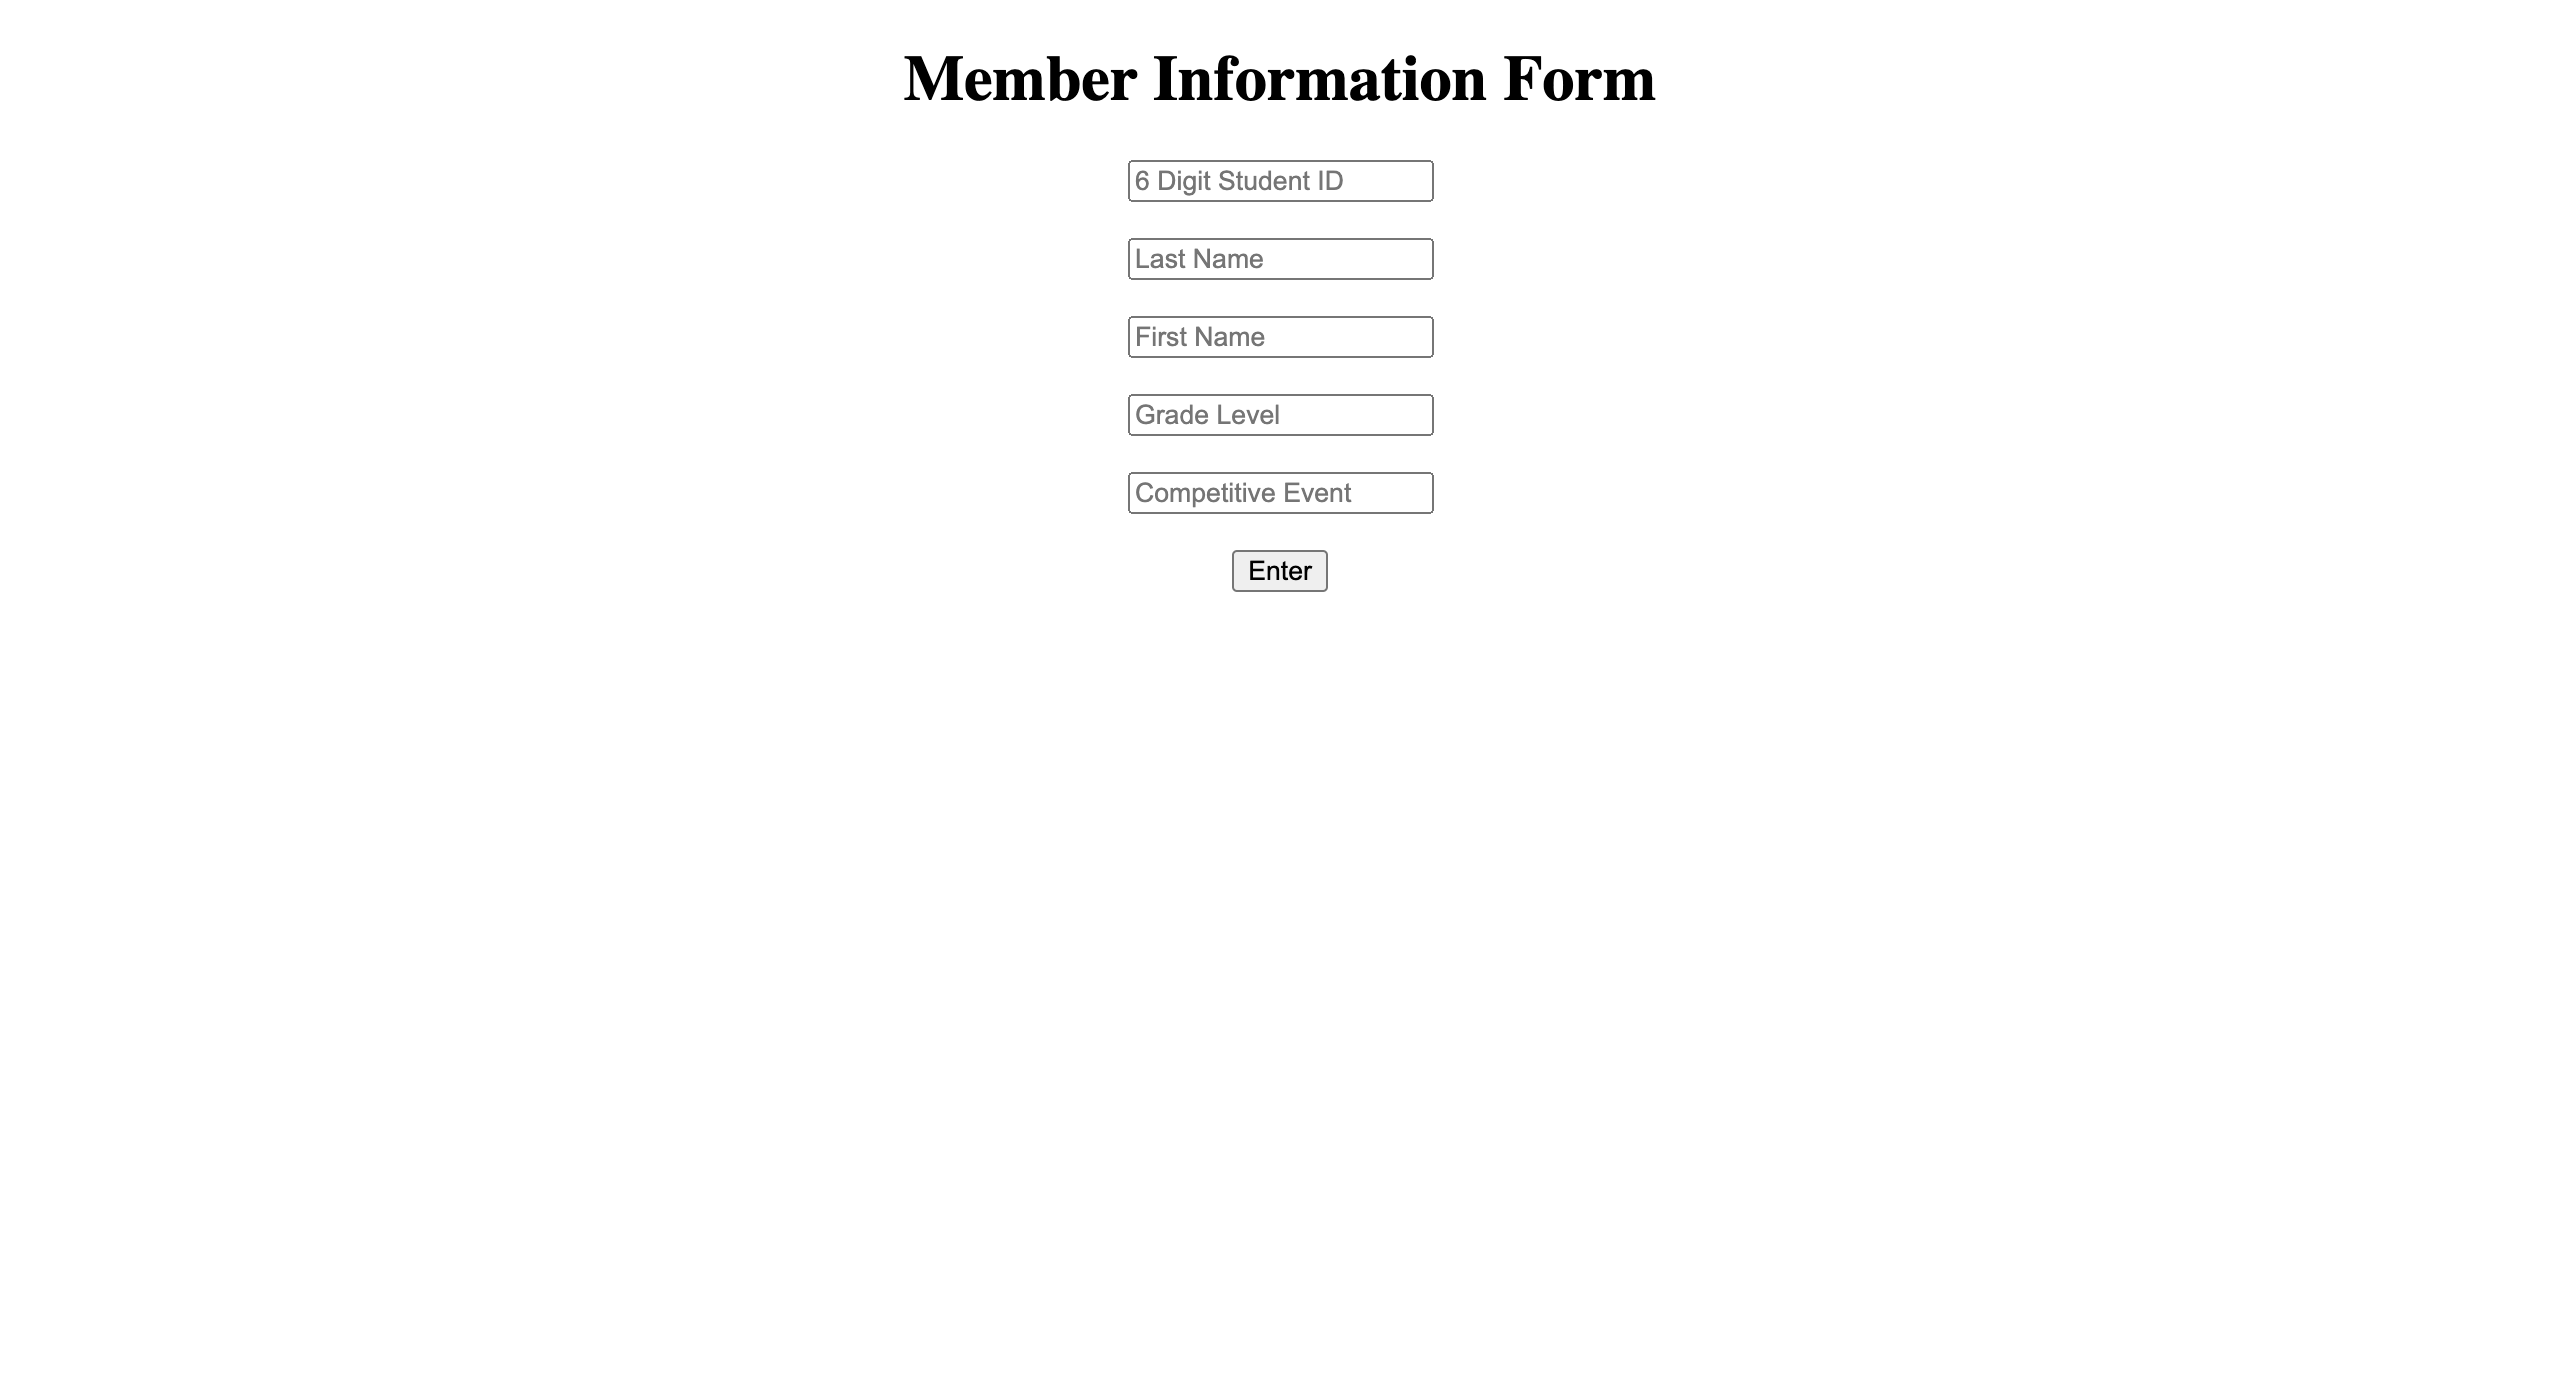 Member Information Form
6 Digit Student ID
Last Name
First Name
Grade Level
Competitive Event
Enter